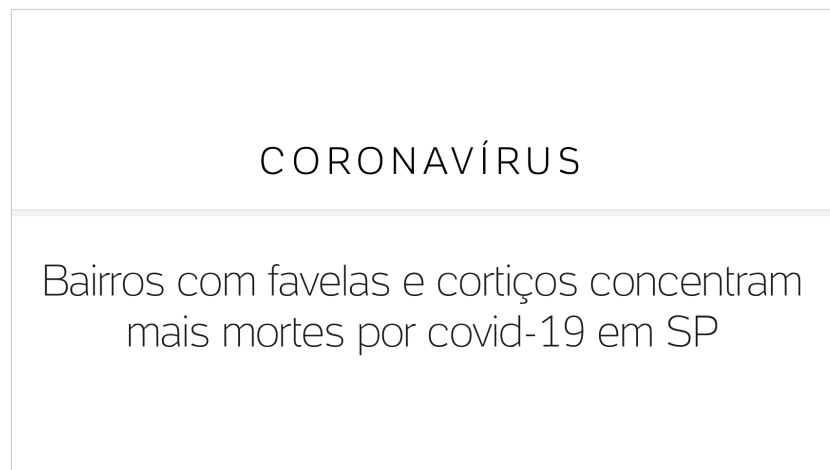 CORONAVÍRUS
Bairros com favelas e cortiços concentram
mais mortes por covid-19 em SP